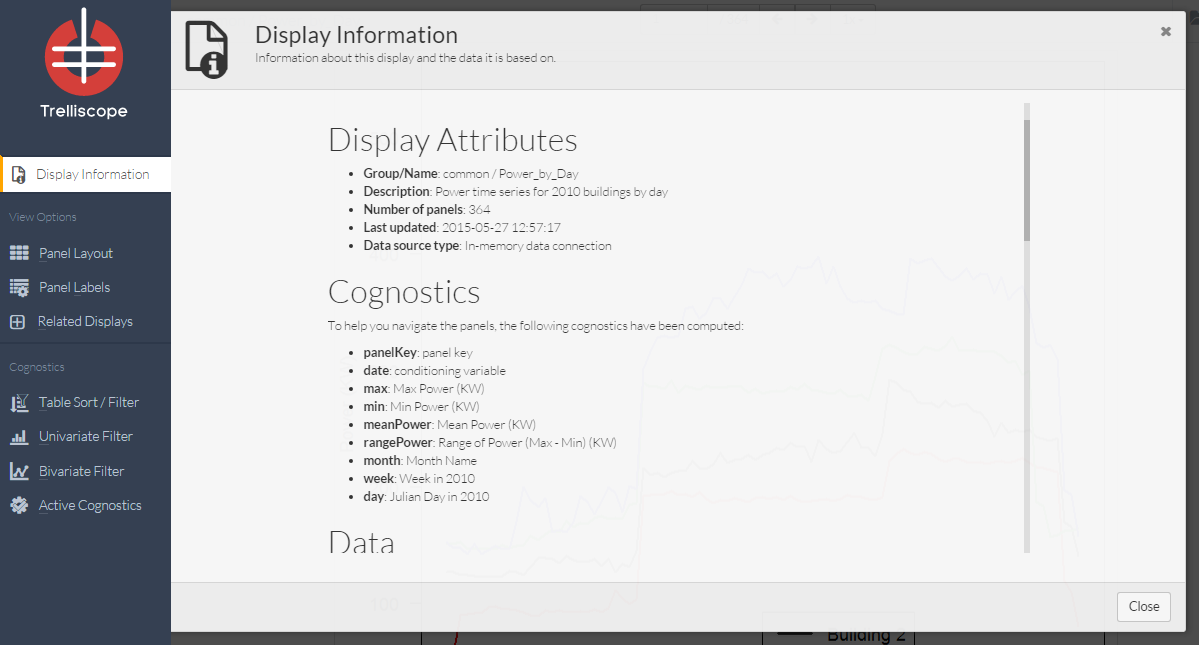 Trelliscope
Display Information
View Options
Panel Layout
Panel Labels
Related Displays
Cognostics
Table Sort / Filter
Univariate Filter
Bivariate Filter
Active Cognostics
Display Information
Information about this display and the data it is based on.
✖
Display Attributes
• Group/Name: common / Power_by_Day
• Description: Power time series for 2010 buildings by day
• Number of panels: 364
• Last updated: 2015-05-27 12:57:17
• Data source type: In-memory data connection
Cognostics
To help you navigate the panels, the following cognostics have been computed:
• panelKey: panel key
• date: conditioning variable
• max: Max Power (KW)
• min: Min Power (KW)
• meanPower: Mean Power (KW)
• rangePower: Range of Power (Max - Min) (KW)
• month: Month Name
• week: Week in 2010
• day: Julian Day in 2010
Data
100
Close
Building 2